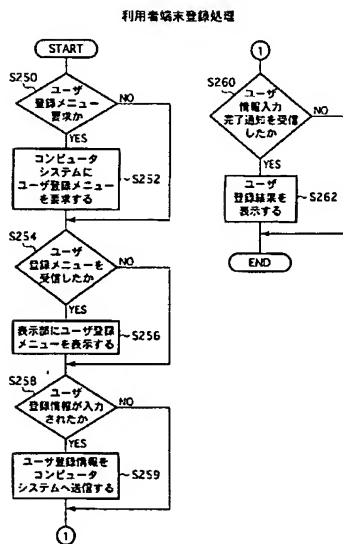 利用者端末登録処理
START
S250
ユーザ
登録メニュー
要求か
NO
YES
コンピュータ
システムに
ユーザ登録メニュー
を要求する
S252
S254
ユーザ
登録メニューを
受信したか
NO
YES
表示部にユーザ登録
メニューを表示する
S256
S258
ユーザ
登録情報が入力
されたか
NO
YES
ユーザ登録情報を
コンピュータ
システムへ送信する
S259
1
1
S260
ユーザ
情報入力
完了通知を受信
したか
NO
YES
ユーザ
登録結果を
表示する
S262
END